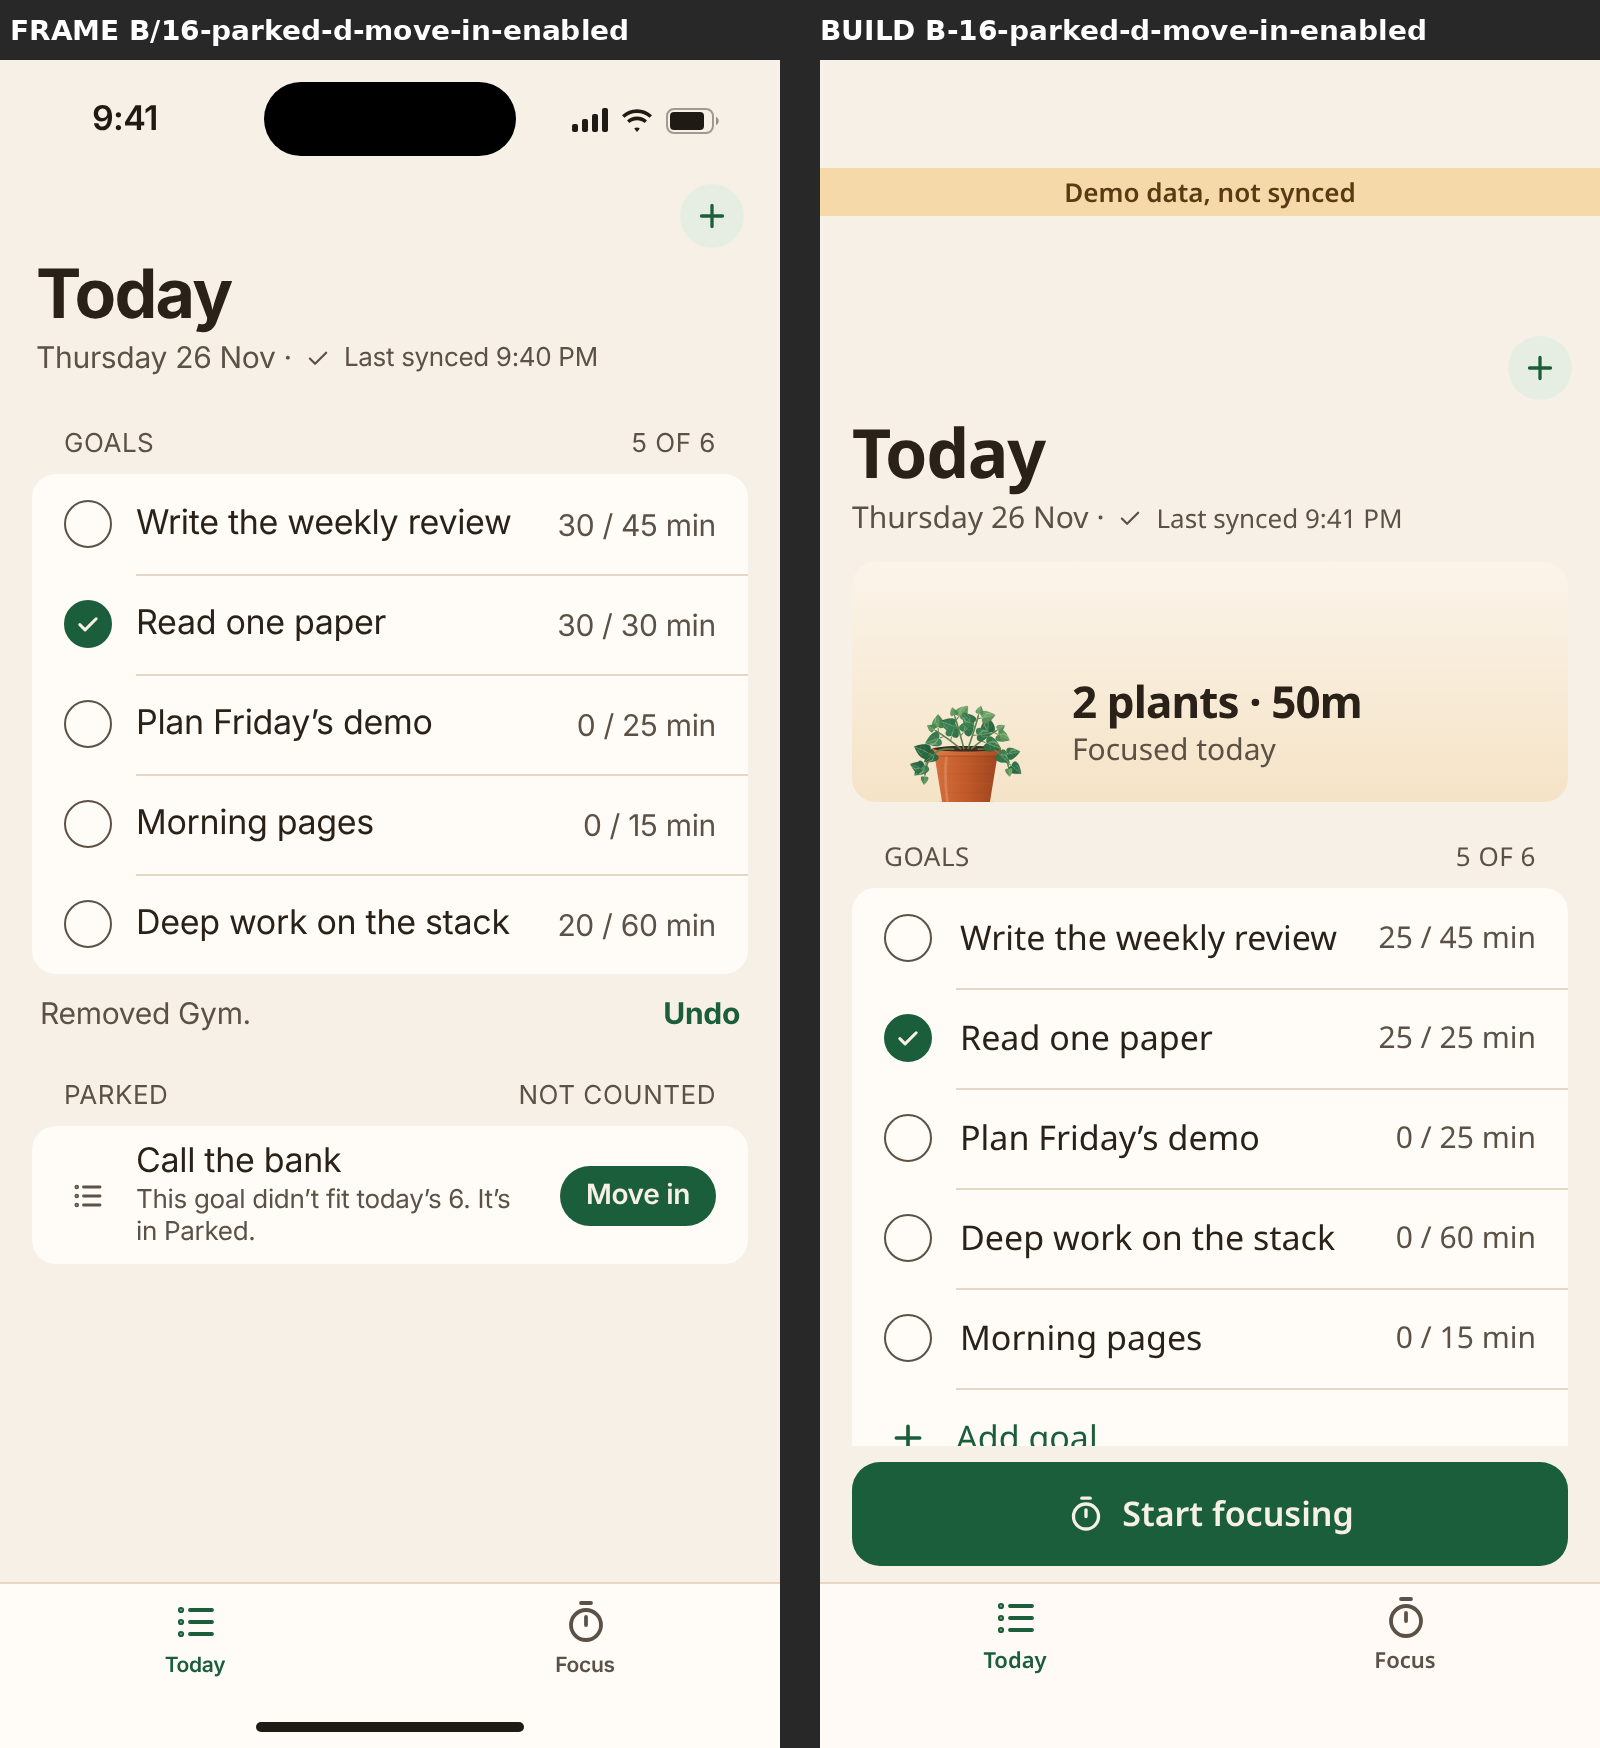 FRAME B/16-parked-d-move-in-enabled
9:41
Today
Thursday 26 Nov · Last synced 9:40 PM
GOALS 5 OF 6
Write the weekly review 30 / 45 min
Read one paper 30 / 30 min
Plan Friday’s demo 0 / 25 min
Morning pages 0 / 15 min
Deep work on the stack 20 / 60 min
Removed Gym. Undo
PARKED NOT COUNTED
Call the bank
This goal didn’t fit today’s 6. It’s
in Parked.
Move in
Today Focus
BUILD B-16-parked-d-move-in-enabled
Demo data, not synced
Today
Thursday 26 Nov · Last synced 9:41 PM
2 plants · 50m
Focused today
GOALS 5 OF 6
Write the weekly review 25 / 45 min
Read one paper 25 / 25 min
Plan Friday’s demo 0 / 25 min
Deep work on the stack 0 / 60 min
Morning pages 0 / 15 min
Add goal
Start focusing
Today Focus